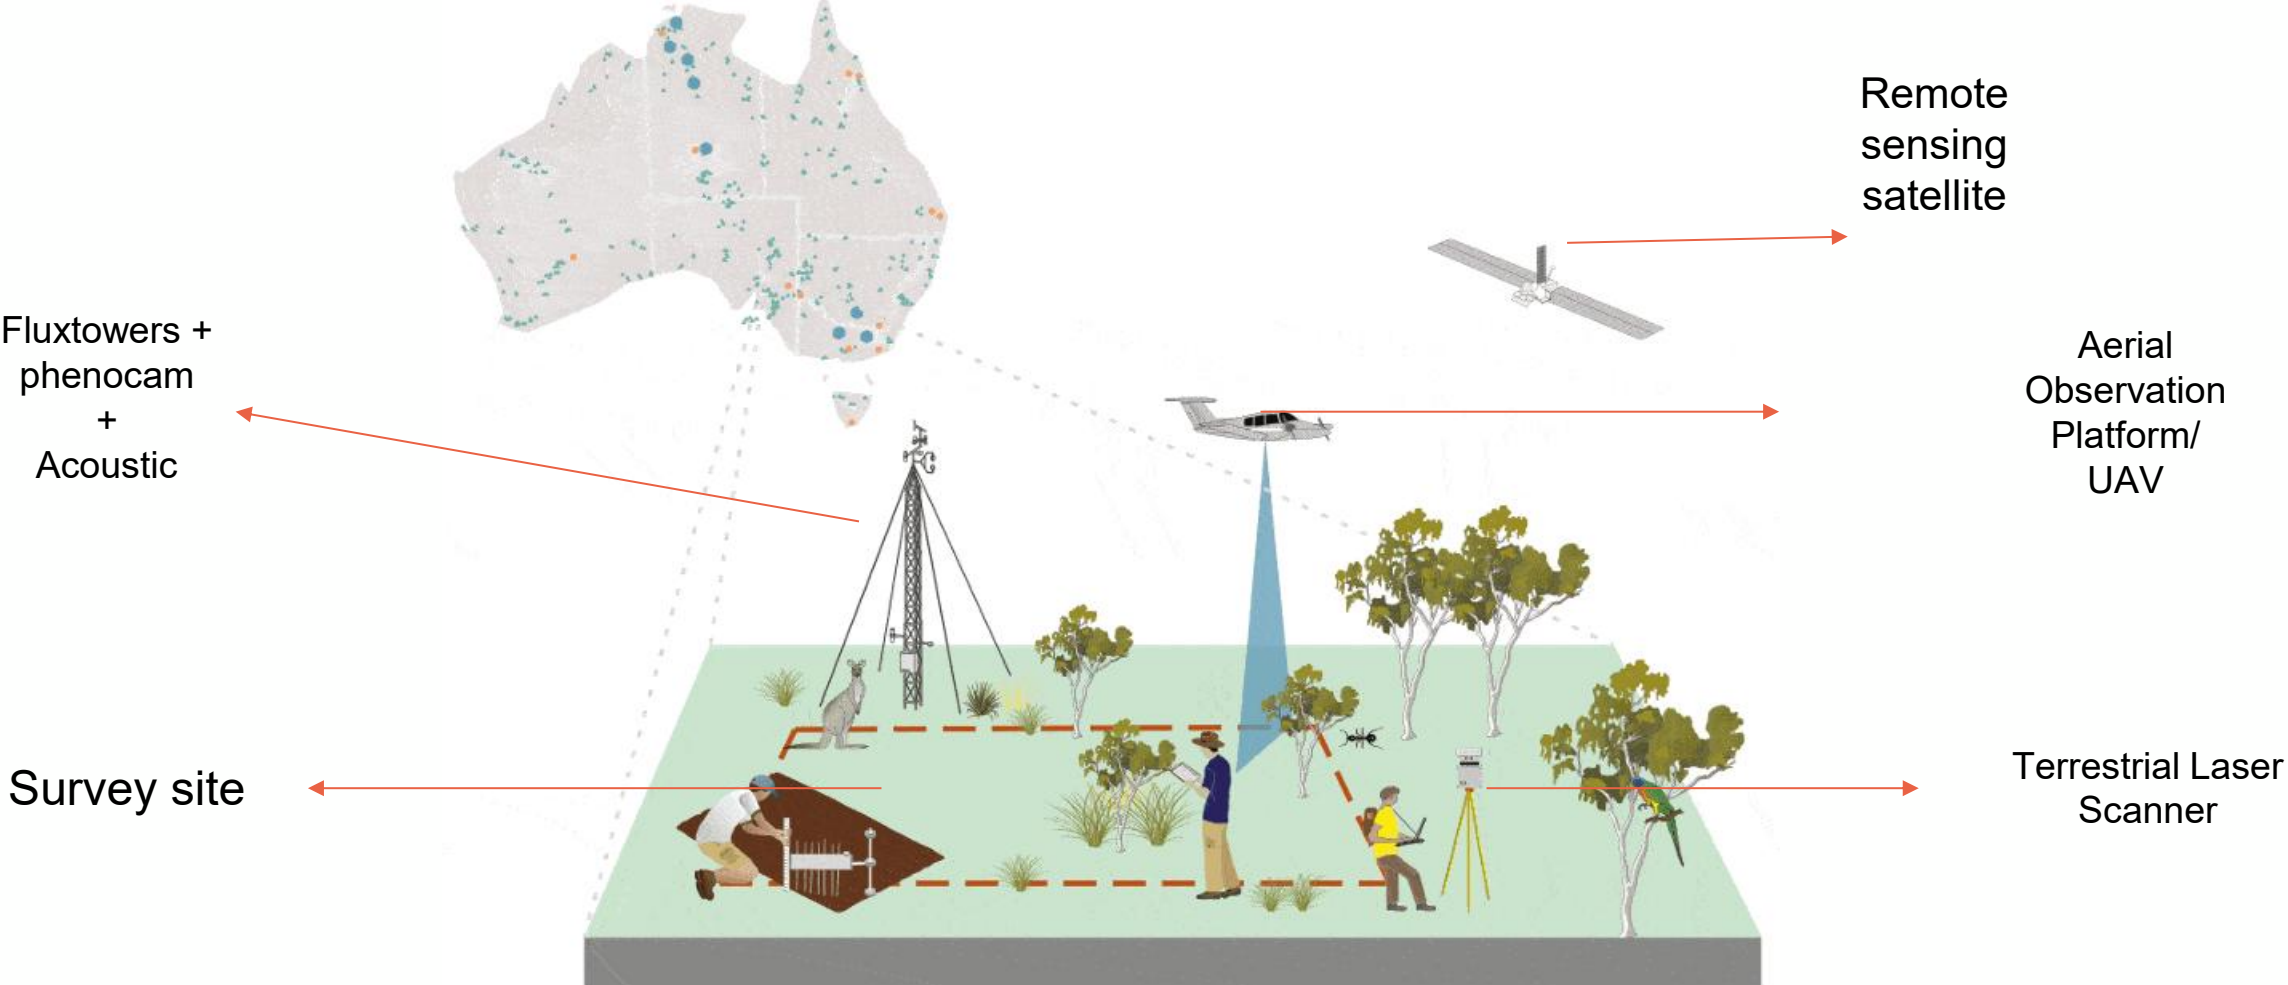 Remote
sensing
satellite
Fluxtowers +
phenocam
+
Acoustic
Aerial
Observation
Platform/
UAV
Survey site
Terrestrial Laser
Scanner